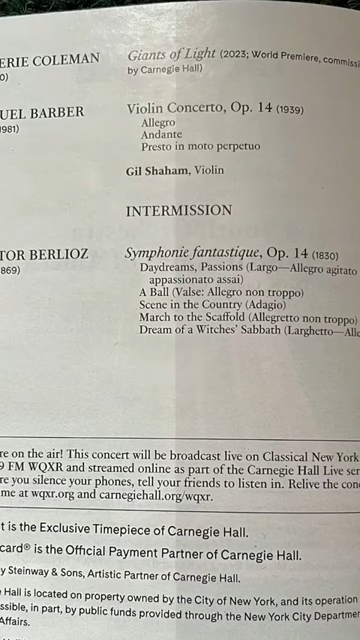 ERIE COLEMAN Giants of Light (2023; World Premiere, commissi
0) by Carnegie Hall)
UEL BARBER Violin Concerto, Op. 14 (1939)
1981) Allegro
Andante
Presto in moto perpetuo
Gil Shaham, Violin
INTERMISSION
TOR BERLIOZ Symphonie fantastique, Op. 14 (1830)
869) Daydreams, Passions (Largo—Allegro agitato
appassionato assai)
A Ball (Valse: Allegro non troppo)
Scene in the Country (Adagio)
March to the Scaffold (Allegretto non troppo)
Dream of a Witches' Sabbath (Larghetto—Alle
re on the air! This concert will be broadcast live on Classical New York
9 FM WQXR and streamed online as part of the Carnegie Hall Live ser
re you silence your phones, tell your friends to listen in. Relive the con
me at wqxr.org and carnegiehall.org/wqxr.
t is the Exclusive Timepiece of Carnegie Hall.
card® is the Official Payment Partner of Carnegie Hall.
y Steinway & Sons, Artistic Partner of Carnegie Hall.
Hall is located on property owned by the City of New York, and its operation
ssible, in part, by public funds provided through the New York City Departmen
Affairs.